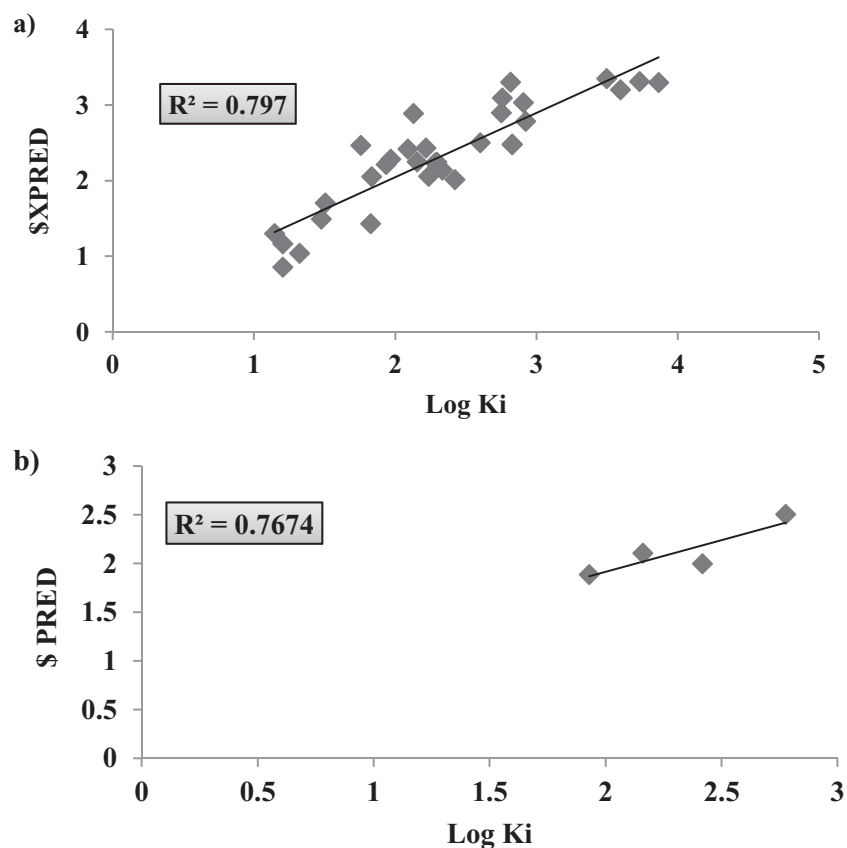 a)
4
3
2
1
0
$XPRED
R² = 0.797
0 1 2 3 4 5
Log Ki
b)
3
2.5
2
1.5
1
0.5
0
$ PRED
R² = 0.7674
0 0.5 1 1.5 2 2.5 3
Log Ki